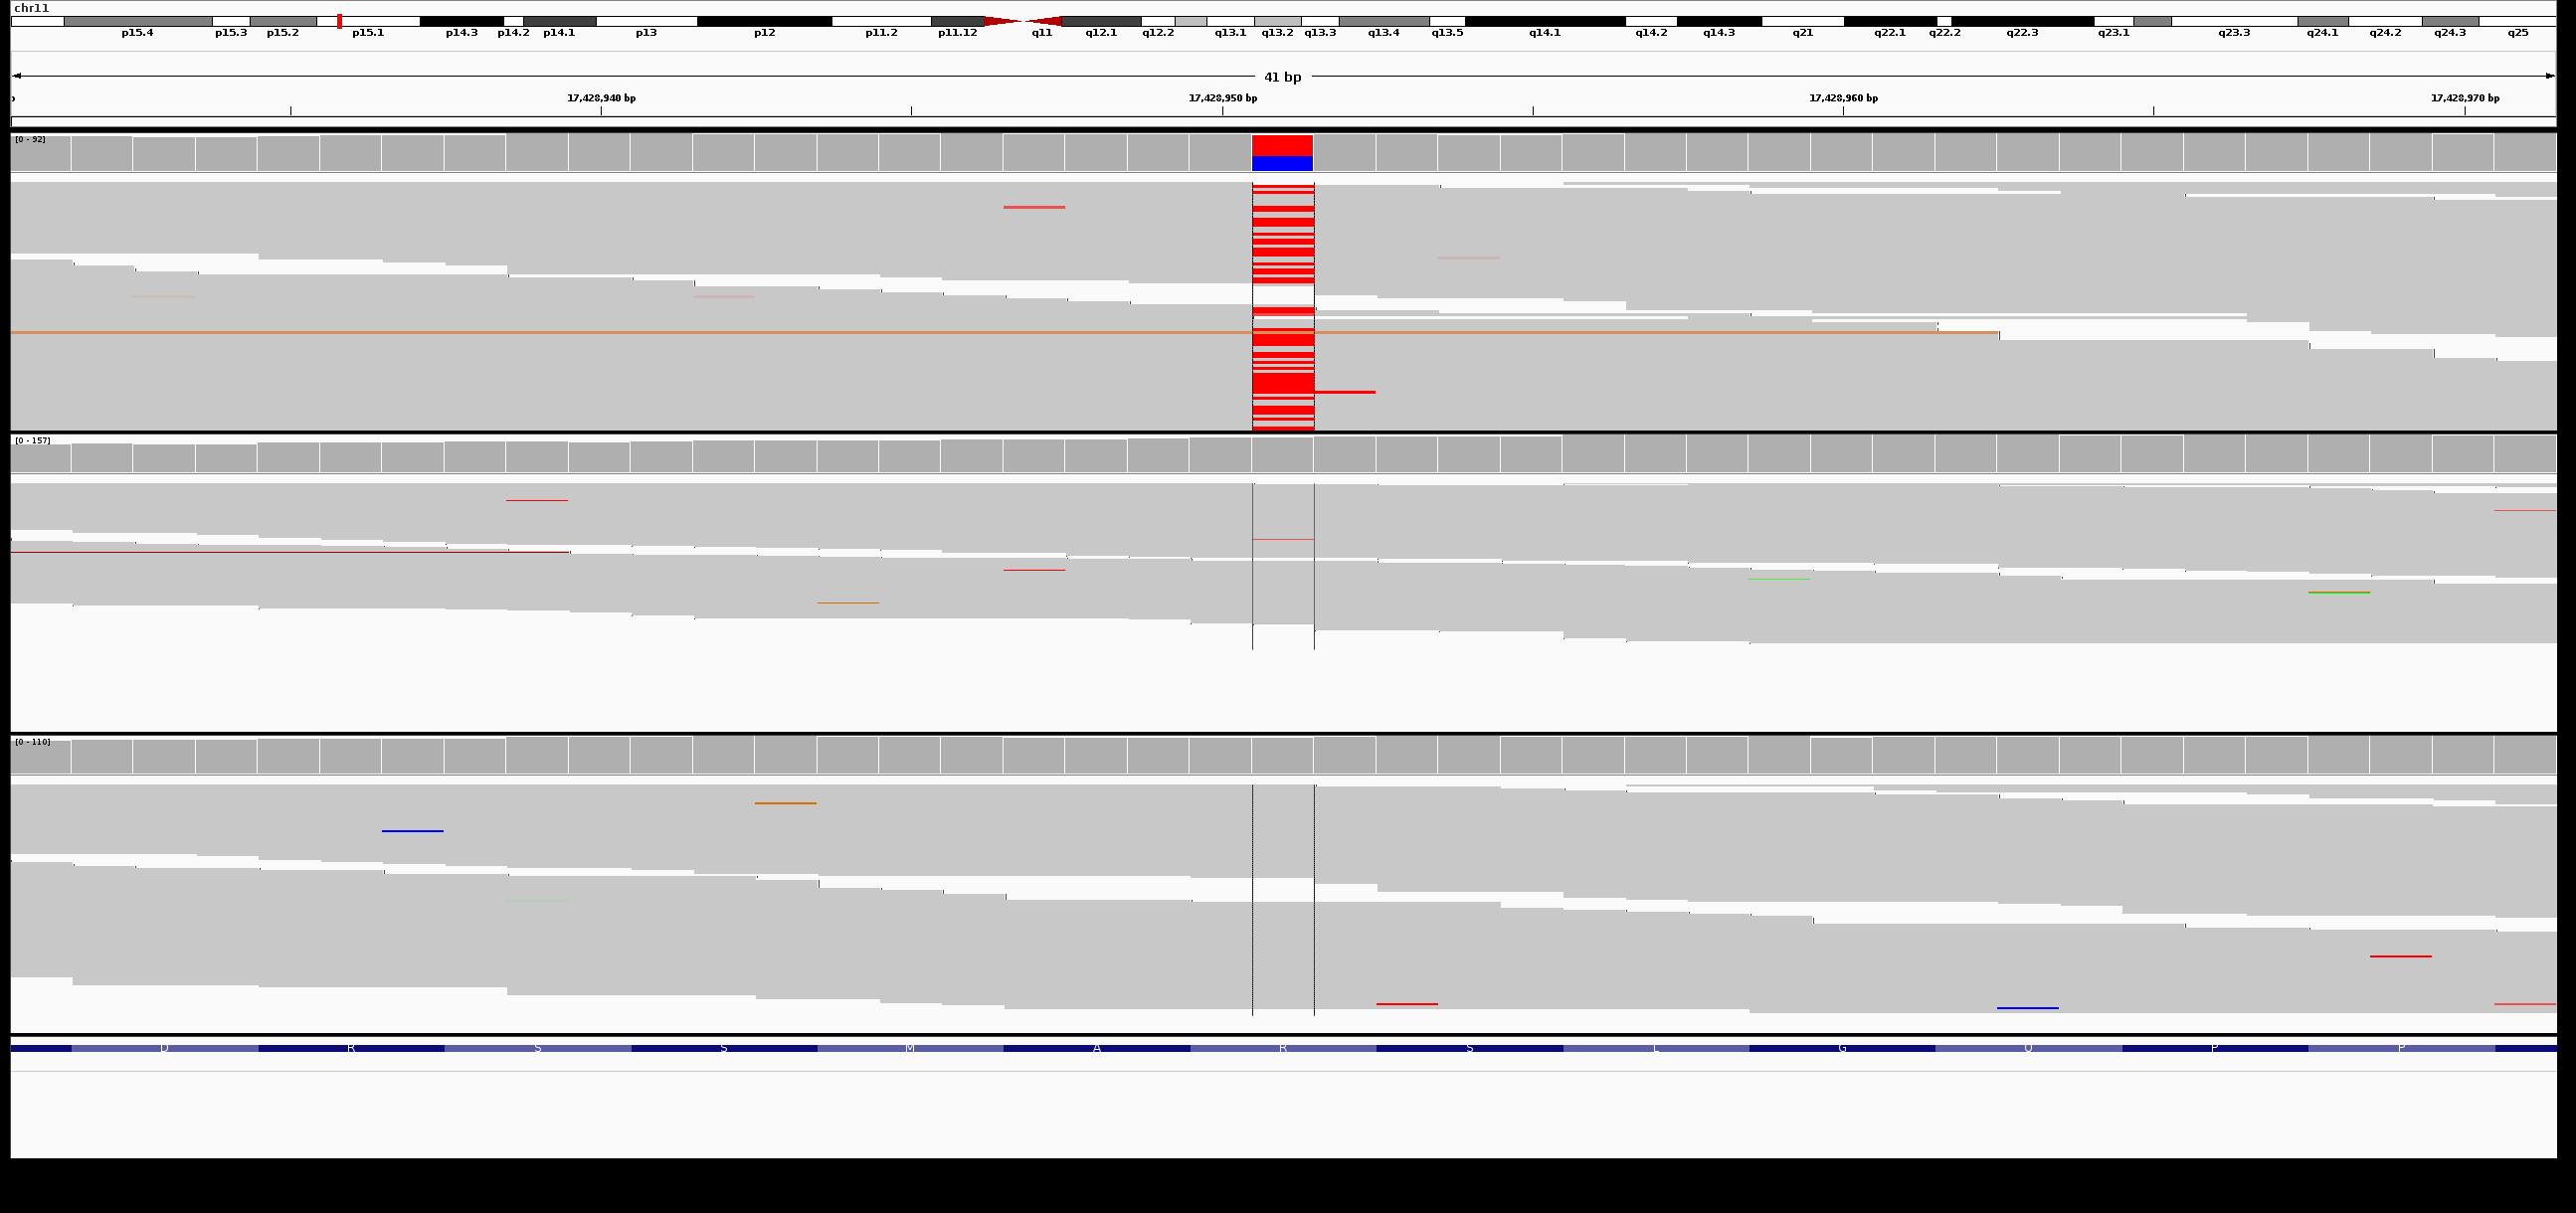 chr11
p15.4 p15.3 p15.2 p15.1 p14.3 p14.2 p14.1 p13 p12 p11.2 p11.12 q11 q12.1 q12.2 q13.1 q13.2 q13.3 q13.4 q13.5 q14.1 q14.2 q14.3 q21 q22.1 q22.2 q22.3 q23.1 q23.3 q24.1 q24.2 q24.3 q25
41 bp
17,428,940 bp 17,428,950 bp 17,428,960 bp 17,428,970 bp
[0 - 92]
[0 - 157]
[0 - 110]
D R S S M A R S L G Q P P